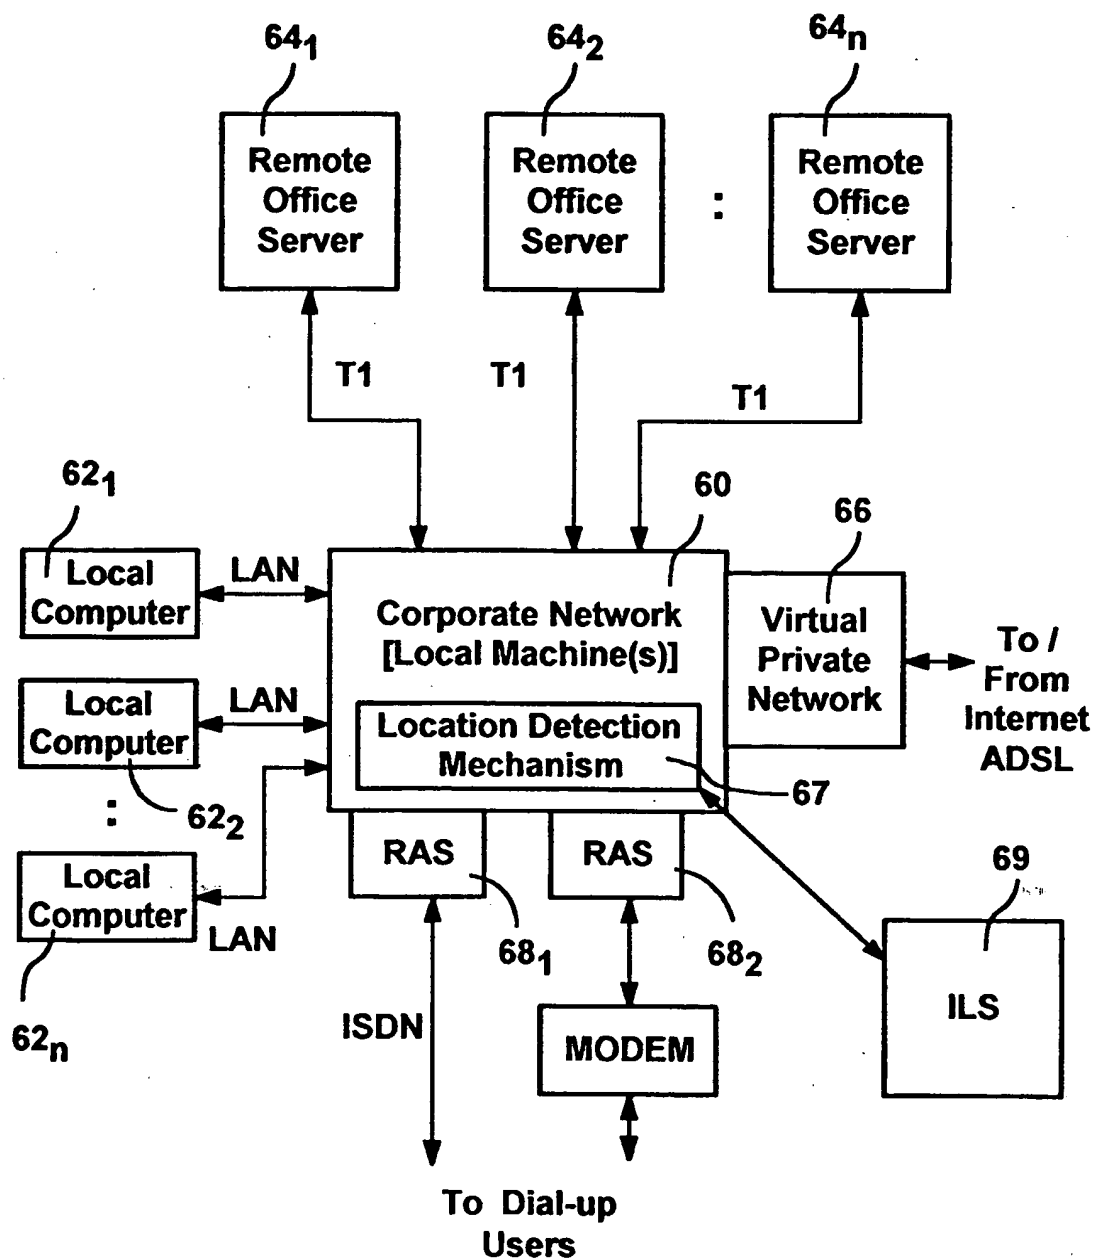 64₁
64₂
64ₙ
Remote
Office
Server
Remote
Office
Server
:
Remote
Office
Server
T1
T1
T1
62₁
60
66
Local
Computer
LAN
Corporate Network
[Local Machine(s)]
Virtual
Private
Network
To /
From
Internet
ADSL
Local
Computer
LAN
Location Detection
Mechanism
67
:
62₂
RAS
RAS
69
Local
Computer
LAN
68₁
68₂
62ₙ
ISDN
MODEM
ILS
To Dial-up
Users